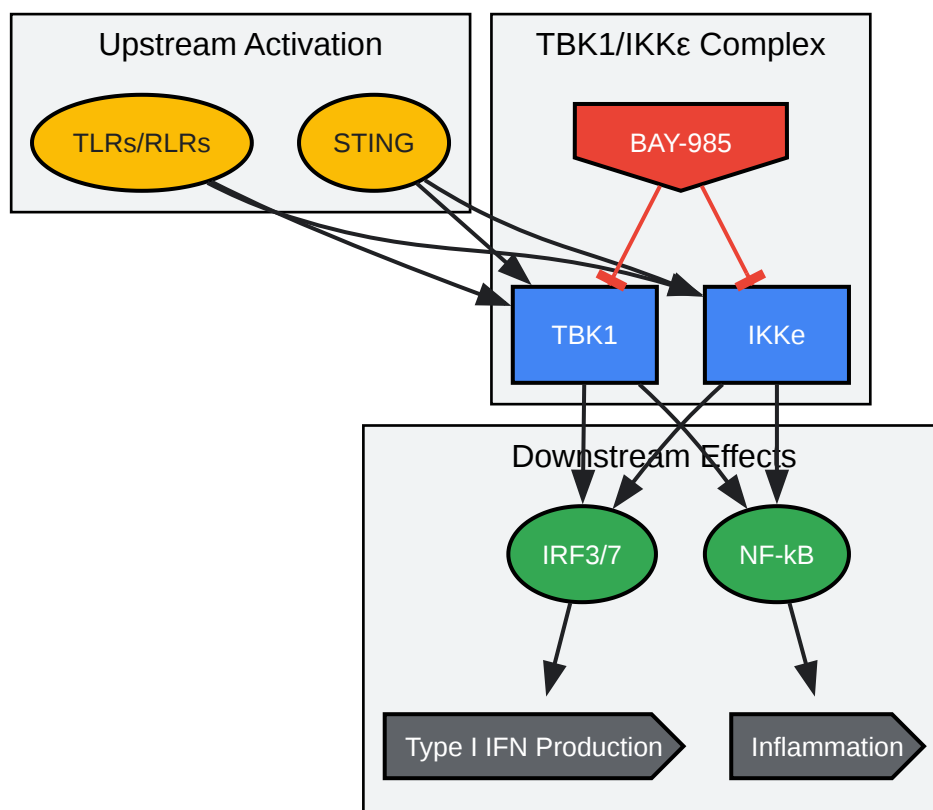 Upstream Activation
TBK1/IKKε Complex
TLRs/RLRs
STING
BAY-985
TBK1
IKKe
Downstream Effects
IRF3/7
NF-kB
Type I IFN Production
Inflammation